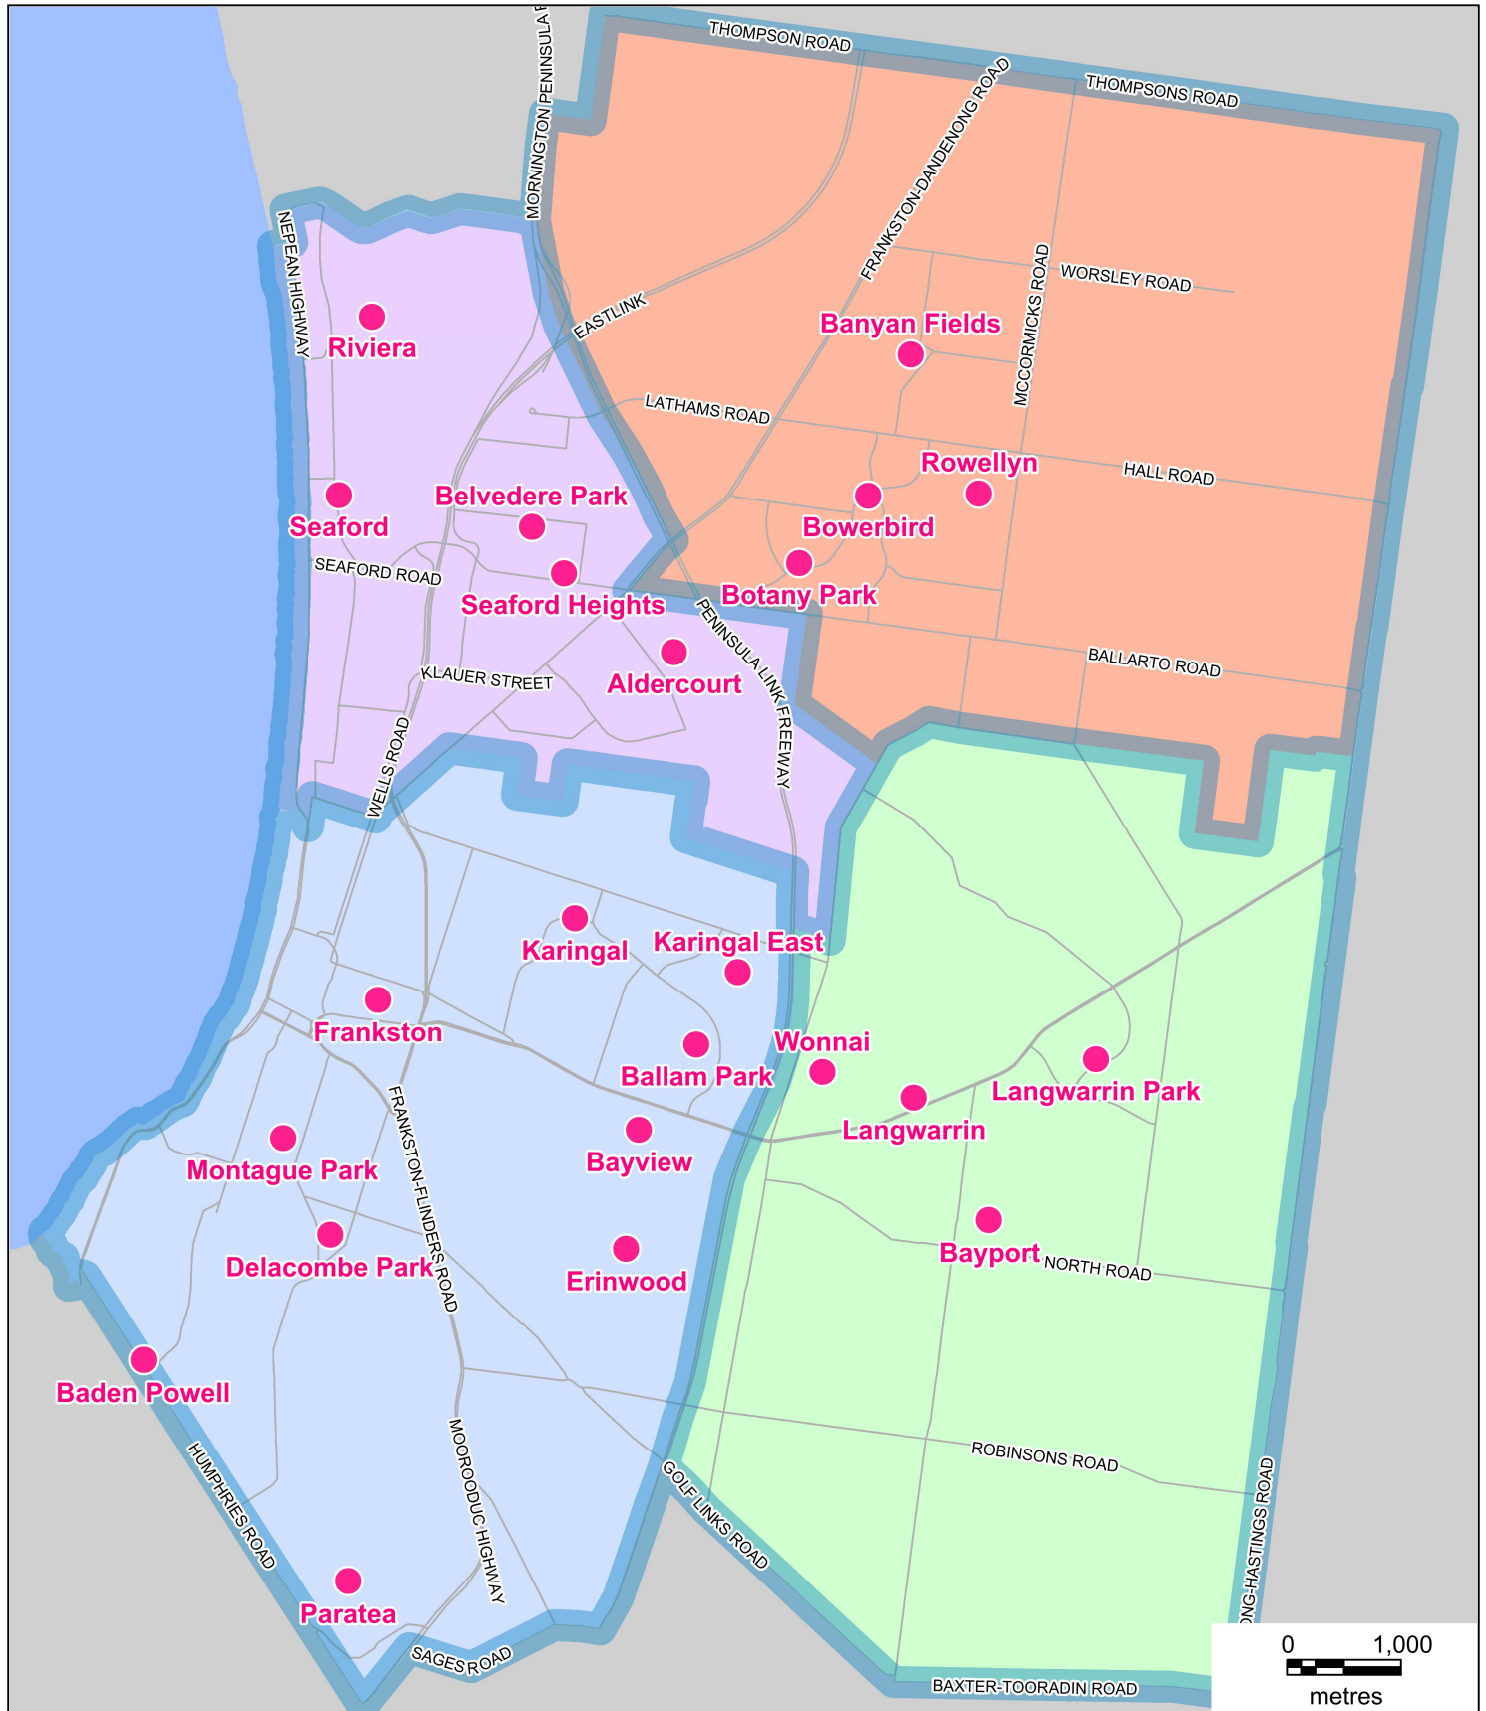 MORNINGTON PENINSULA F
THOMPSON ROAD
THOMPSONS ROAD
FRANKSTON-DANDENONG ROAD
NEPEAN HIGHWAY
WORSLEY ROAD
MCCORMICKS ROAD
EASTLINK
Riviera
Banyan Fields
LATHAMS ROAD
Rowellyn
HALL ROAD
Belvedere Park
Seaford
Bowerbird
SEAFORD ROAD
Seaford Heights
Botany Park
PENINSULA LINK FREEWAY
BALLARTO ROAD
KLAUER STREET
Aldercourt
WELLS ROAD
Karingal
Karingal East
Frankston
Wonnai
Ballam Park
Langwarrin Park
FRANKSTON-FLINDERS ROAD
Langwarrin
Montague Park
Bayview
Delacombe Park
Erinwood
Bayport
NORTH ROAD
Baden Powell
HUMPHRIES ROAD
MOOROODUC HIGHWAY
GOLF LINKS ROAD
ROBINSONS ROAD
ONG-HASTINGS ROAD
Paratea
SAGES ROAD
BAXTER-TOORADIN ROAD
0 1,000
metres